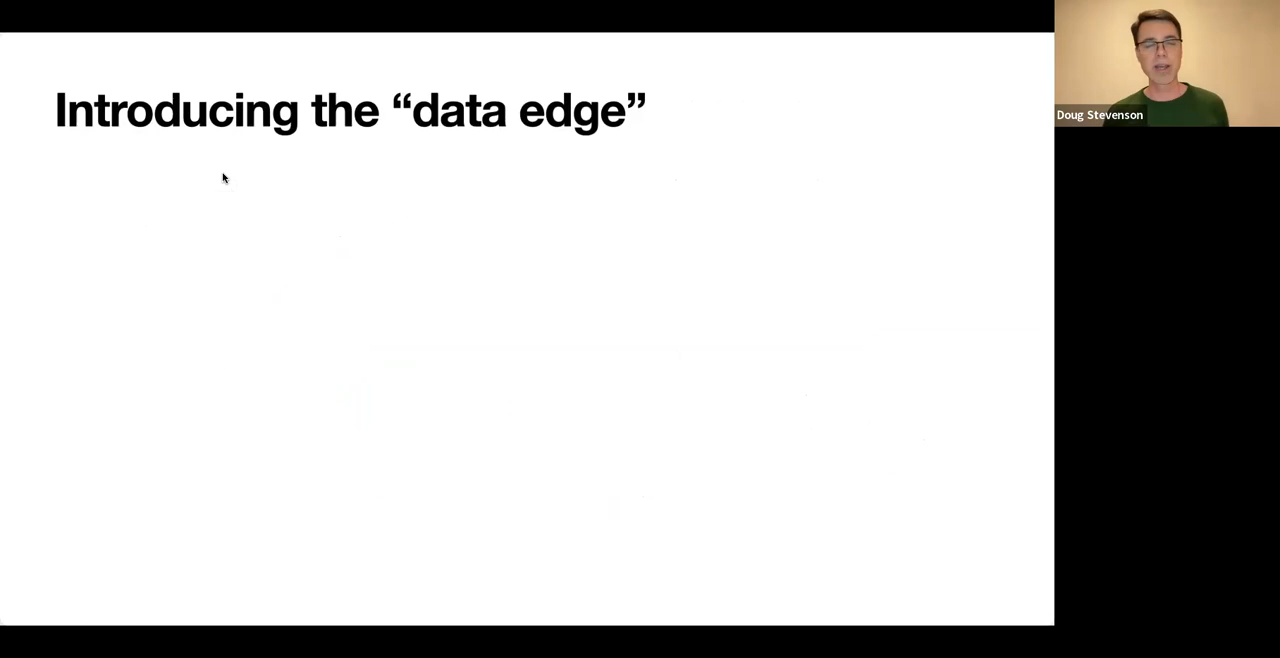 Introducing the “data edge”
Doug Stevenson